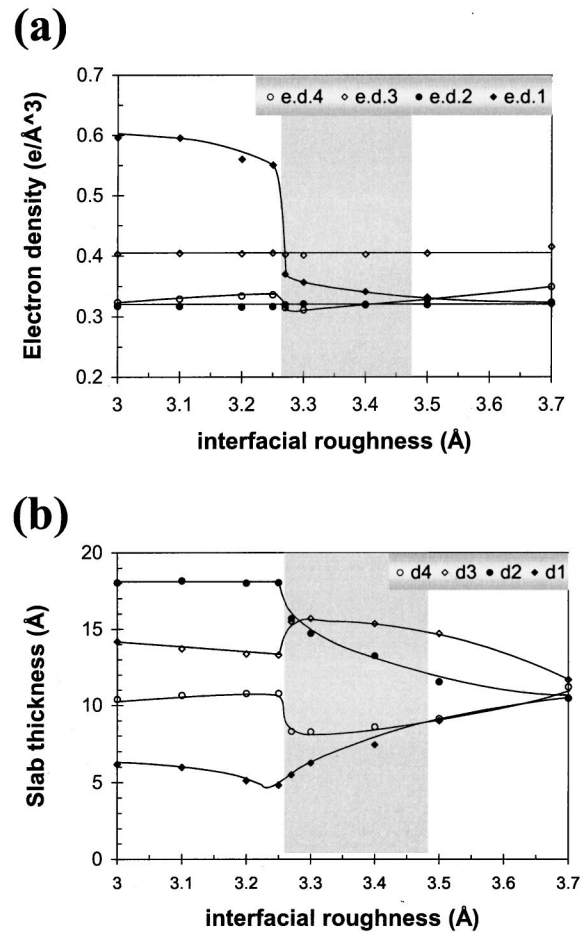 (a)
0.7
○ e.d.4 ◇ e.d.3 ● e.d.2 ◆ e.d.1
0.6
0.5
0.4
0.3
0.2
Electron density (e/Å^3)
3 3.1 3.2 3.3 3.4 3.5 3.6 3.7
interfacial roughness (Å)
(b)
20
○ d4 ◇ d3 ● d2 ◆ d1
15
10
5
0
Slab thickness (Å)
3 3.1 3.2 3.3 3.4 3.5 3.6 3.7
interfacial roughness (Å)